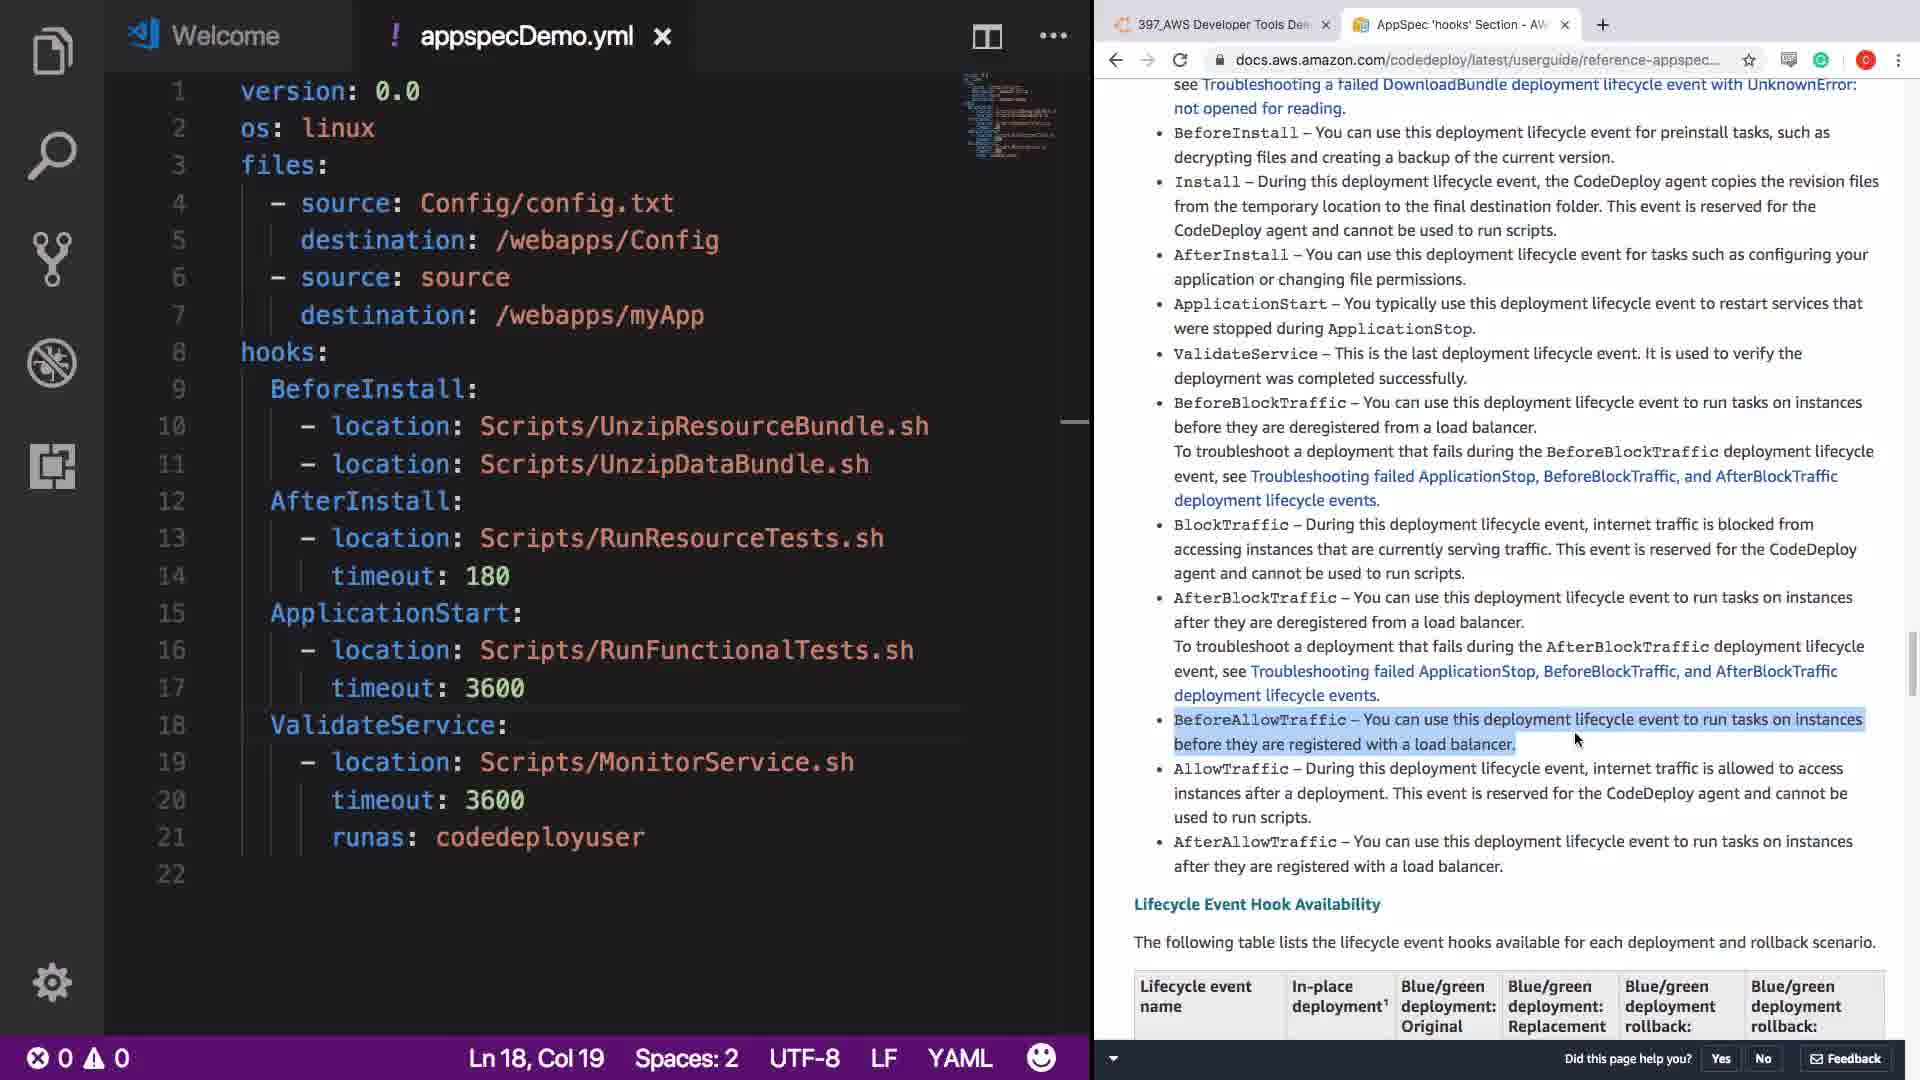 Welcome
! appspecDemo.yml
1 version: 0.0
2 os: linux
3 files:
4 - source: Config/config.txt
5 destination: /webapps/Config
6 - source: source
7 destination: /webapps/myApp
8 hooks:
9 BeforeInstall:
10 - location: Scripts/UnzipResourceBundle.sh
11 - location: Scripts/UnzipDataBundle.sh
12 AfterInstall:
13 - location: Scripts/RunResourceTests.sh
14 timeout: 180
15 ApplicationStart:
16 - location: Scripts/RunFunctionalTests.sh
17 timeout: 3600
18 ValidateService:
19 - location: Scripts/MonitorService.sh
20 timeout: 3600
21 runas: codedeployuser
22
0 0
Ln 18, Col 19 Spaces: 2 UTF-8 LF YAML
397_AWS Developer Tools De
AppSpec 'hooks' Section - AW
docs.aws.amazon.com/codedeploy/latest/userguide/reference-appspec...
C
see Troubleshooting a failed DownloadBundle deployment lifecycle event with UnknownError:
not opened for reading.
• BeforeInstall – You can use this deployment lifecycle event for preinstall tasks, such as
decrypting files and creating a backup of the current version.
• Install – During this deployment lifecycle event, the CodeDeploy agent copies the revision files
from the temporary location to the final destination folder. This event is reserved for the
CodeDeploy agent and cannot be used to run scripts.
• AfterInstall – You can use this deployment lifecycle event for tasks such as configuring your
application or changing file permissions.
• ApplicationStart – You typically use this deployment lifecycle event to restart services that
were stopped during ApplicationStop.
• ValidateService – This is the last deployment lifecycle event. It is used to verify the
deployment was completed successfully.
• BeforeBlockTraffic – You can use this deployment lifecycle event to run tasks on instances
before they are deregistered from a load balancer.
To troubleshoot a deployment that fails during the BeforeBlockTraffic deployment lifecycle
event, see Troubleshooting failed ApplicationStop, BeforeBlockTraffic, and AfterBlockTraffic
deployment lifecycle events.
• BlockTraffic – During this deployment lifecycle event, internet traffic is blocked from
accessing instances that are currently serving traffic. This event is reserved for the CodeDeploy
agent and cannot be used to run scripts.
• AfterBlockTraffic – You can use this deployment lifecycle event to run tasks on instances
after they are deregistered from a load balancer.
To troubleshoot a deployment that fails during the AfterBlockTraffic deployment lifecycle
event, see Troubleshooting failed ApplicationStop, BeforeBlockTraffic, and AfterBlockTraffic
deployment lifecycle events.
• BeforeAllowTraffic – You can use this deployment lifecycle event to run tasks on instances
before they are registered with a load balancer.
• AllowTraffic – During this deployment lifecycle event, internet traffic is allowed to access
instances after a deployment. This event is reserved for the CodeDeploy agent and cannot be
used to run scripts.
• AfterAllowTraffic – You can use this deployment lifecycle event to run tasks on instances
after they are registered with a load balancer.
Lifecycle Event Hook Availability
The following table lists the lifecycle event hooks available for each deployment and rollback scenario.
Lifecycle event In-place Blue/green Blue/green Blue/green Blue/green
name deployment¹ deployment: deployment: deployment deployment
Original Replacement rollback: rollback:
Did this page help you? Yes No Feedback